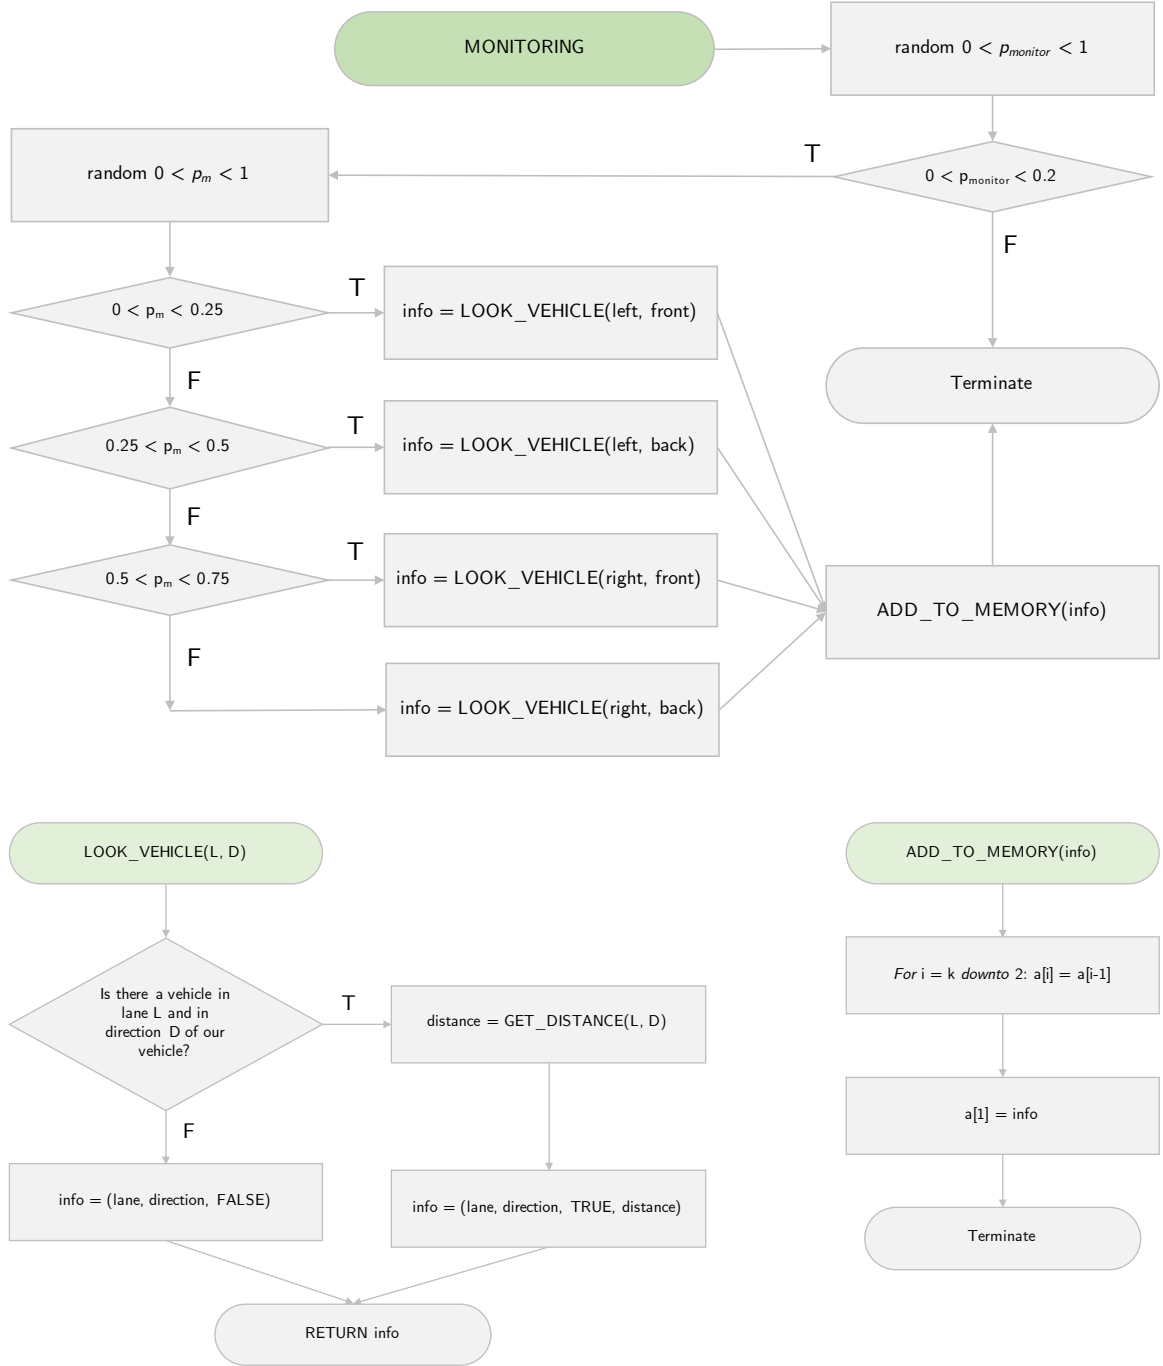 MONITORING
random 0 < p_monitor < 1
T
0 < p_monitor < 0.2
F
random 0 < p_m < 1
0 < p_m < 0.25
T
info = LOOK_VEHICLE(left, front)
F
Terminate
0.25 < p_m < 0.5
T
info = LOOK_VEHICLE(left, back)
F
0.5 < p_m < 0.75
T
info = LOOK_VEHICLE(right, front)
ADD_TO_MEMORY(info)
F
info = LOOK_VEHICLE(right, back)
LOOK_VEHICLE(L, D)
Is there a vehicle in
lane L and in
direction D of our
vehicle?
T
distance = GET_DISTANCE(L, D)
F
info = (lane, direction, FALSE)
info = (lane, direction, TRUE, distance)
RETURN info
ADD_TO_MEMORY(info)
For i = k downto 2: a[i] = a[i-1]
a[1] = info
Terminate